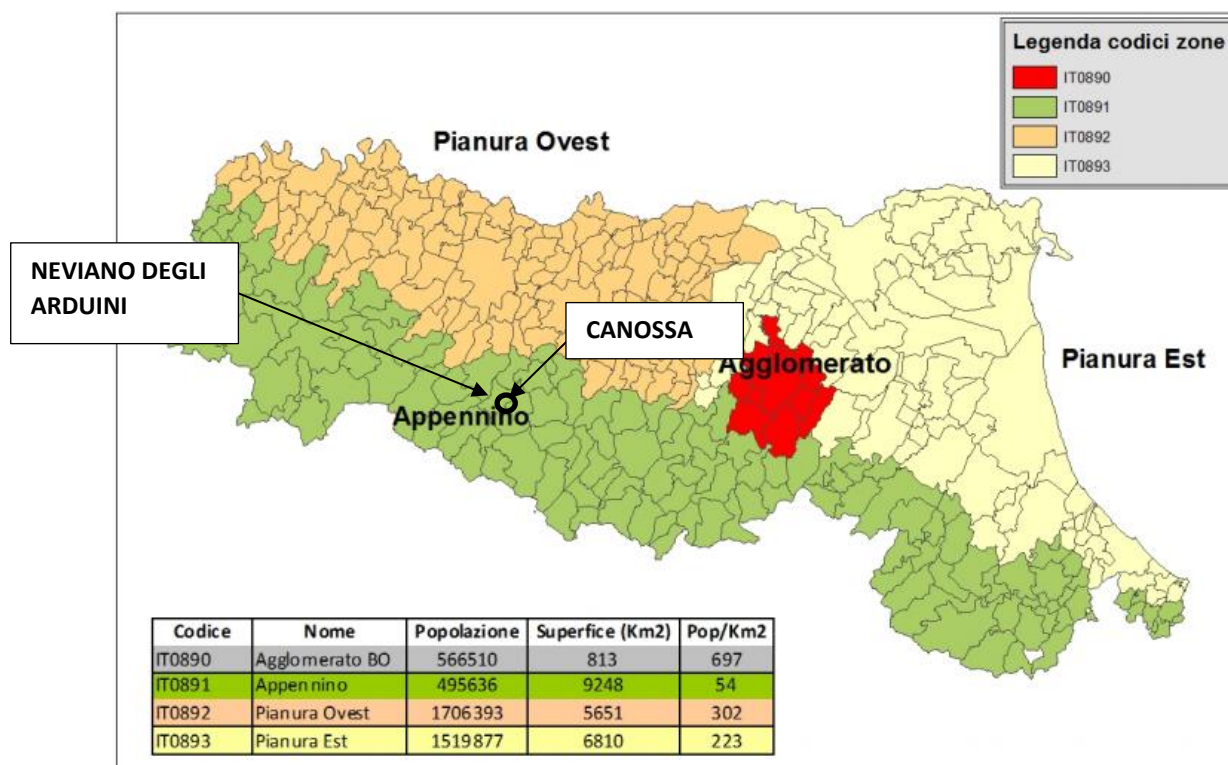 Legenda codici zone
IT0890
IT0891
IT0892
IT0893
Pianura Ovest
NEVIANO DEGLI
ARDUINI
CANOSSA
Agglomerato
Pianura Est
Appennino
Codice Nome Popolazione Superfice (Km2) Pop/Km2
IT0890 Agglomerato BO 566510 813 697
IT0891 Appennino 495636 9248 54
IT0892 Pianura Ovest 1706393 5651 302
IT0893 Pianura Est 1519877 6810 223